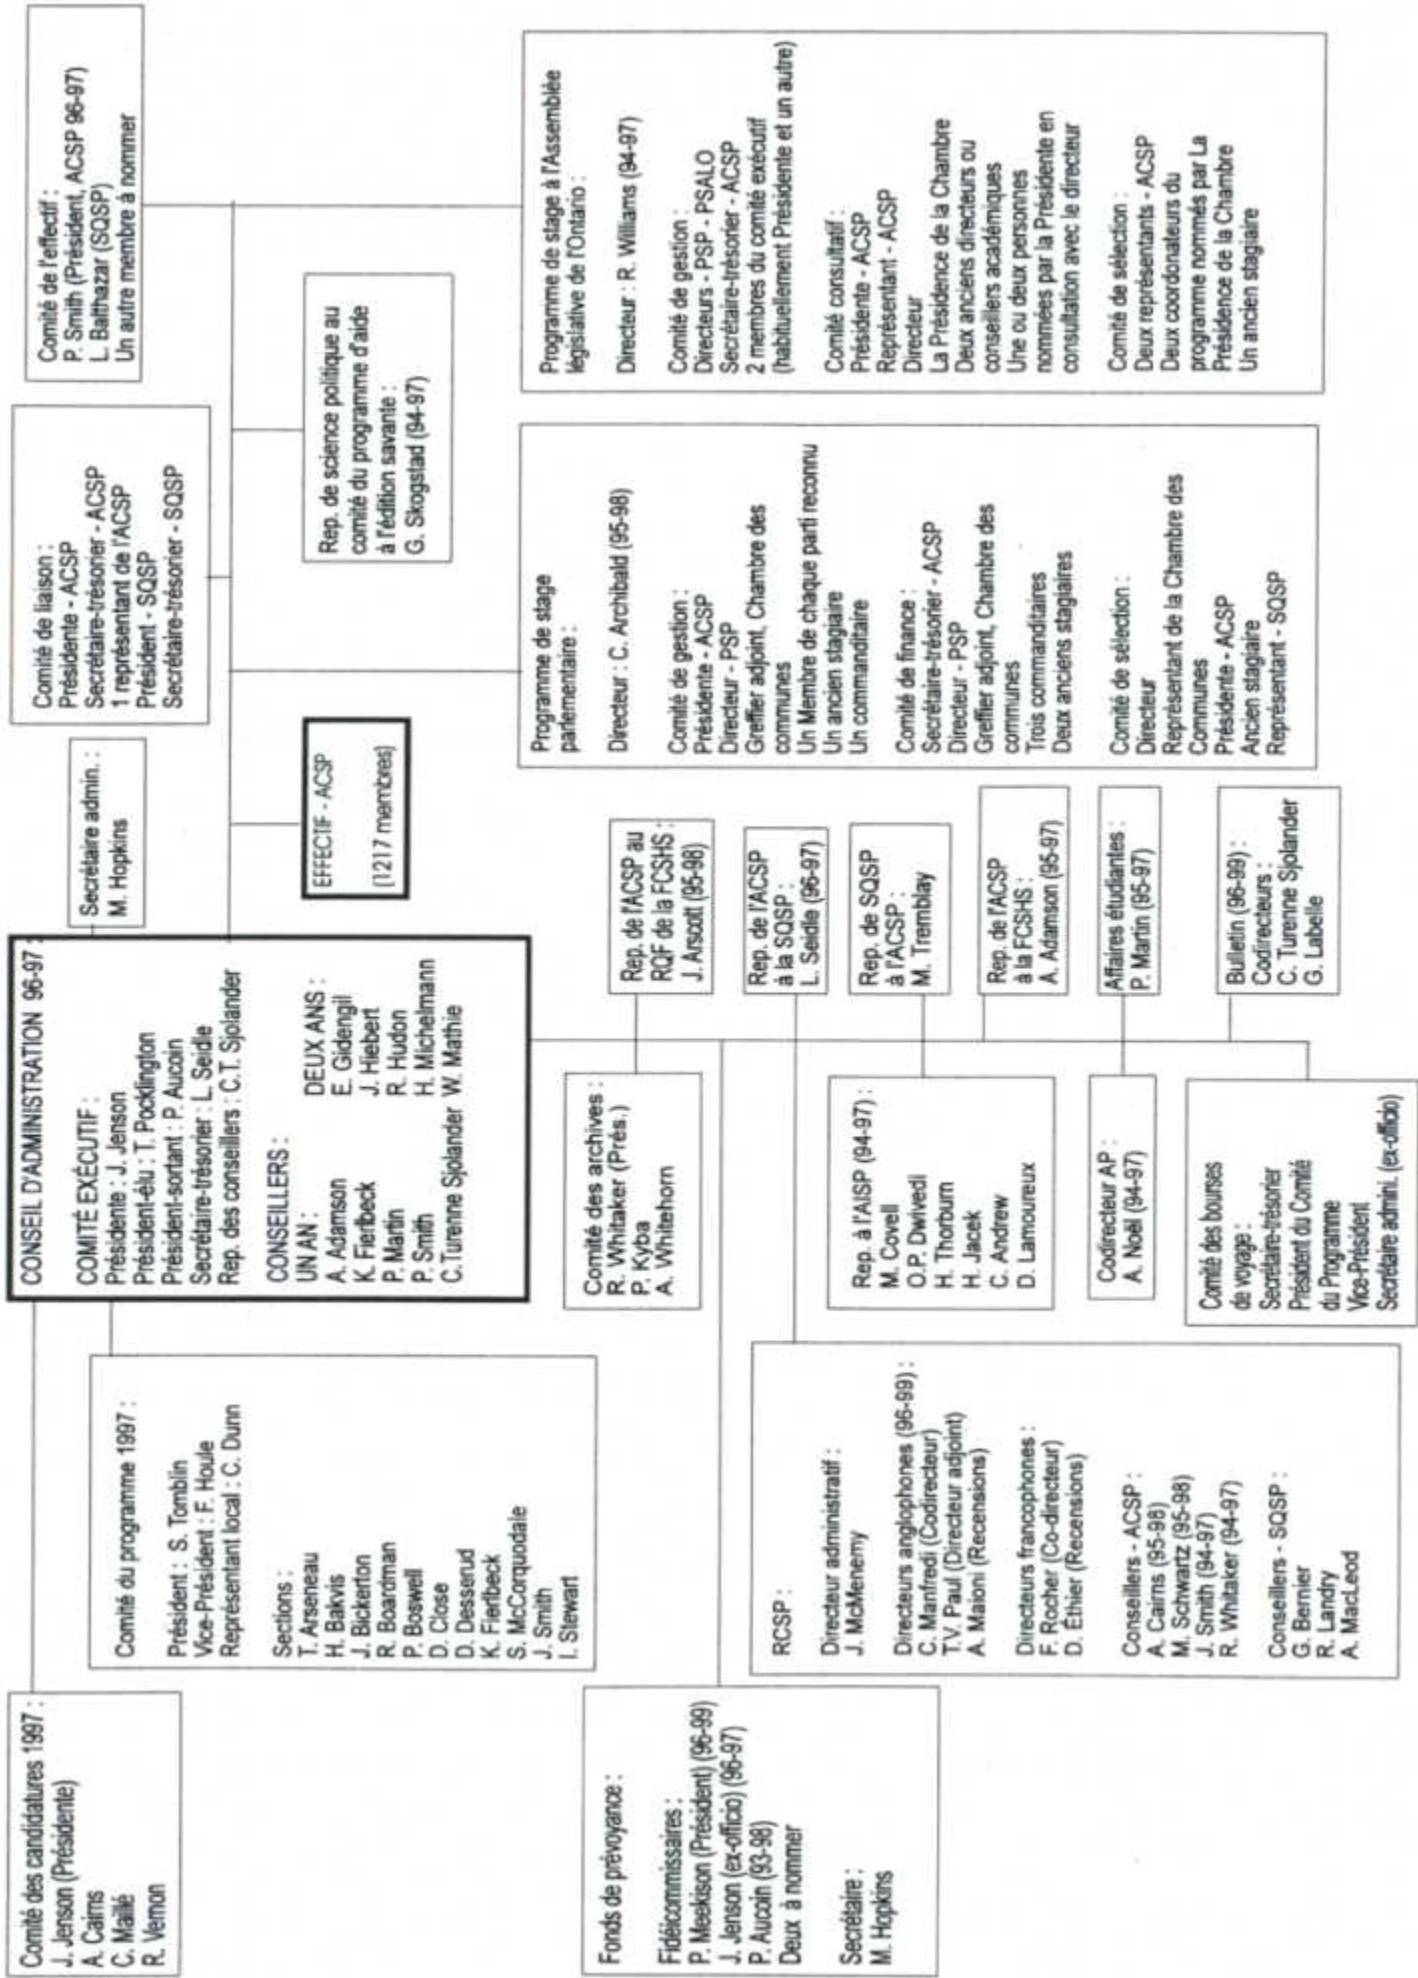 Comité des candidatures 1997 :
J. Jenson (Présidente)
A. Cairns
C. Maillé
R. Vernon
CONSEIL D'ADMINISTRATION 96-97 :
COMITÉ EXÉCUTIF :
Présidente : J. Jenson
Président-élu : T. Pocklington
Président-sortant : P. Aucoin
Secrétaire-trésorier : L. Seidle
Rep. des conseillers : C.T. Sjolander
CONSEILLERS :
UN AN :
A. Adamson
K. Fierlbeck
P. Martin
P. Smith
C. Turenne Sjolander
DEUX ANS :
E. Gidengil
J. Hiebert
R. Hudon
H. Michelmann
W. Mathie
Secrétaire admin. :
M. Hopkins
Comité de liaison :
Présidente - ACSP
Secrétaire-trésorier - ACSP
1 représentant de l'ACSP
Président - SQSP
Secrétaire-trésorier - SQSP
Comité de l'effectif :
P. Smith (Président, ACSP 96-97)
L. Balthazar (SQSP)
Un autre membre à nommer
Comité du programme 1997 :
Président : S. Tomblin
Vice-Président : F. Houle
Représentant local : C. Dunn
Sections :
T. Arseneau
H. Bakvis
J. Bickerton
R. Boardman
P. Boswell
D. Close
D. Desserud
K. Fierlbeck
S. McCorquodale
J. Smith
I. Stewart
EFFECTIF - ACSP
(1217 membres)
Rep. de science politique au
comité du programme d'aide
à l'édition savante :
G. Skogstad (94-97)
Fonds de prévoyance :
Fidéicommissaires :
P. Meekison (Président) (96-99)
J. Jenson (ex-officio) (96-97)
P. Aucoin (93-98)
Deux à nommer
Secrétaire :
M. Hopkins
Comité des archives :
R. Whitaker (Prés.)
P. Kyba
A. Whitehorn
Rep. de l'ACSP au
RQF de la FCSHS :
J. Arscott (95-98)
Programme de stage
parlementaire :
Directeur : C. Archibald (95-98)
Comité de gestion :
Présidente - ACSP
Directeur - PSP
Greffier adjoint, Chambre des
communes
Un Membre de chaque parti reconnu
Un ancien stagiaire
Un commanditaire
Comité de finance :
Secrétaire-trésorier - ACSP
Directeur - PSP
Greffier adjoint, Chambre des
communes
Trois commanditaires
Deux anciens stagiaires
Comité de sélection :
Directeur
Représentant de la Chambre des
Communes
Présidente - ACSP
Ancien stagiaire
Représentant - SQSP
Programme de stage à l'Assemblée
législative de l'Ontario :
Directeur : R. Williams (94-97)
Comité de gestion :
Directeurs - PSP - PSALO
Secrétaire-trésorier - ACSP
2 membres du comité exécutif
(habituellement Présidente et un autre)
Comité consultatif :
Présidente - ACSP
Représentant - ACSP
Directeur
La Présidence de la Chambre
Deux anciens directeurs ou
conseillers académiques
Une ou deux personnes
nommées par la Présidente en
consultation avec le directeur
Comité de sélection :
Deux représentants - ACSP
Deux coordonateurs du
programme nommés par La
Présidence de la Chambre
Un ancien stagiaire
RCSP :
Directeur administratif :
J. McMenemy
Directeurs anglophones (96-99) :
C. Manfredi (Codirecteur)
T.V. Paul (Directeur adjoint)
A. Maioni (Recensions)
Directeurs francophones :
F. Rocher (Co-directeur)
D. Éthier (Recensions)
Conseillers - ACSP :
A. Cairns (95-98)
M. Schwartz (95-98)
J. Smith (94-97)
R. Whitaker (94-97)
Conseillers - SQSP :
G. Bernier
R. Landry
A. MacLeod
Rep. de l'ACSP
à la SQSP :
L. Seidle (96-97)
Rep. à l'AISP (94-97) :
M. Covell
O.P. Dwivedi
H. Thorburn
H. Jacek
C. Andrew
D. Lamoureux
Rep. de SQSP
à l'ACSP :
M. Tremblay
Rep. de l'ACSP
à la FCSHS :
A. Adamson (95-97)
Codirecteur AP :
A. Noël (94-97)
Affaires étudiantes :
P. Martin (95-97)
Comité des bourses
de voyage :
Secrétaire-trésorier
Président du Comité
du Programme
Vice-Président
Secrétaire admini. (ex-officio)
Bulletin (96-99) :
Codirecteurs :
C. Turenne Sjolander
G. Labelle